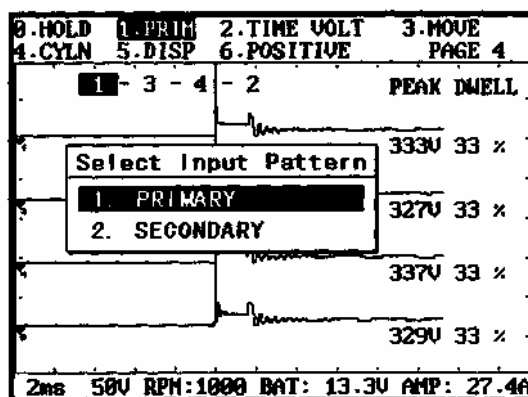 0.HOLD 1.PRIM 2.TIME VOLT 3.MOVE
4.CYLN 5.DISP 6.POSITIVE PAGE 4
1 - 3 - 4 - 2 PEAK DWELL
333V 33 %
Select Input Pattern
1. PRIMARY
327V 33 %
2. SECONDARY
337V 33 %
329V 33 %
2ms 50V RPM:1000 BAT: 13.3V AMP: 27.4A